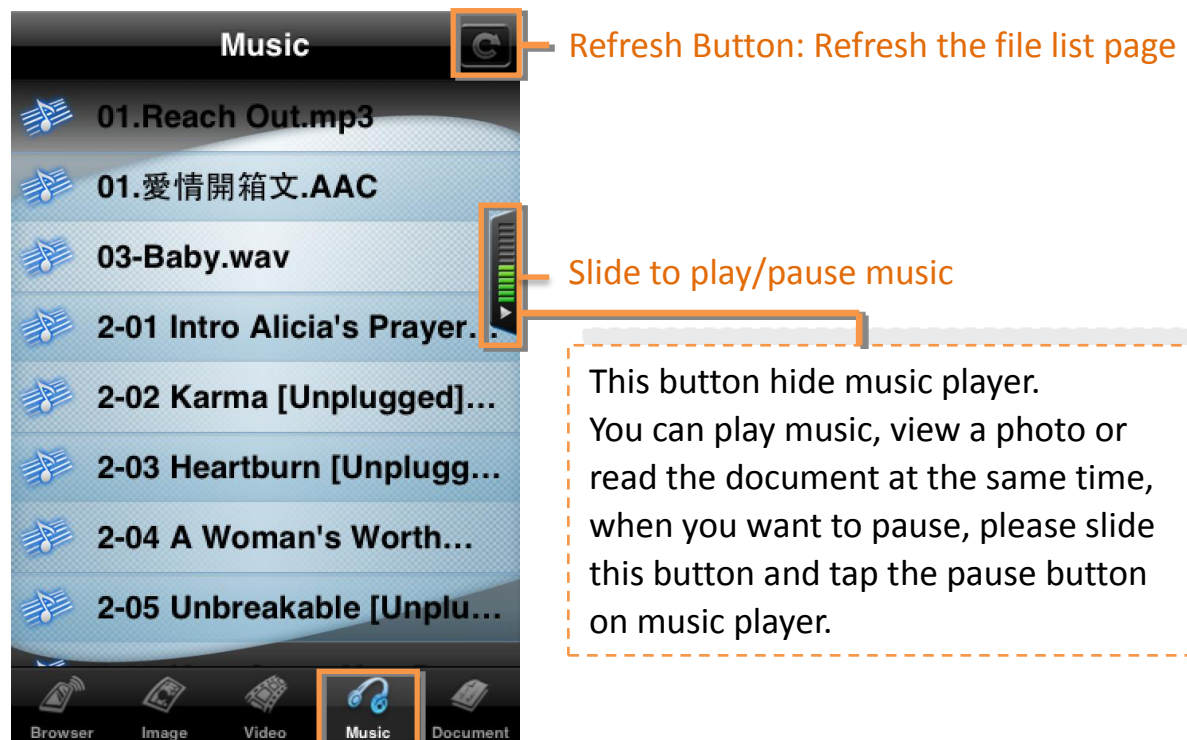 Music
Refresh Button: Refresh the file list page
01.Reach Out.mp3
01.愛情開箱文.AAC
03-Baby.wav
Slide to play/pause music
2-01 Intro Alicia's Prayer...
2-02 Karma [Unplugged]...
2-03 Heartburn [Unplugg...
2-04 A Woman's Worth...
2-05 Unbreakable [Unplu...
This button hide music player.
You can play music, view a photo or
read the document at the same time,
when you want to pause, please slide
this button and tap the pause button
on music player.
Browser
Image
Video
Music
Document